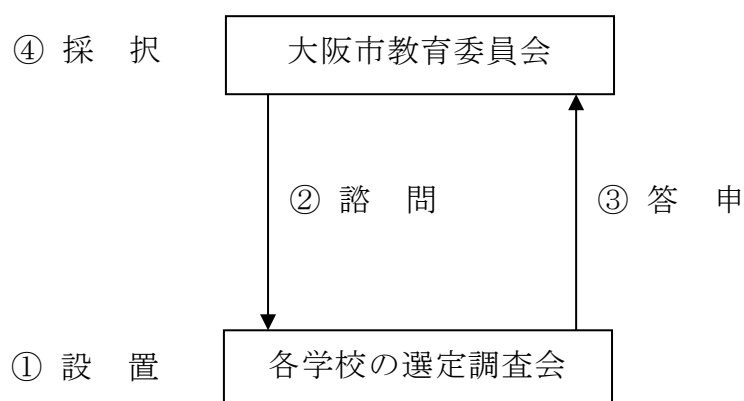 ④ 採 択
大阪市教育委員会
② 諮 問
③ 答 申
① 設 置
各学校の選定調査会